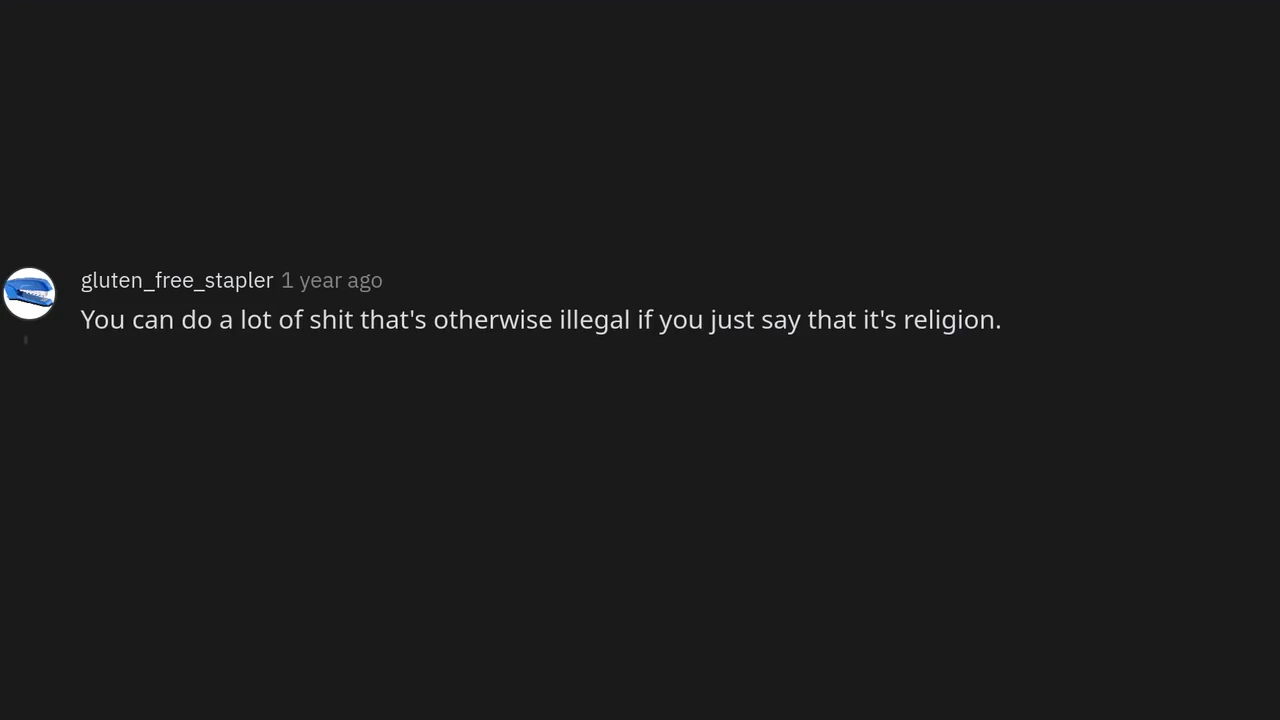 gluten_free_stapler 1 year ago
You can do a lot of shit that's otherwise illegal if you just say that it's religion.